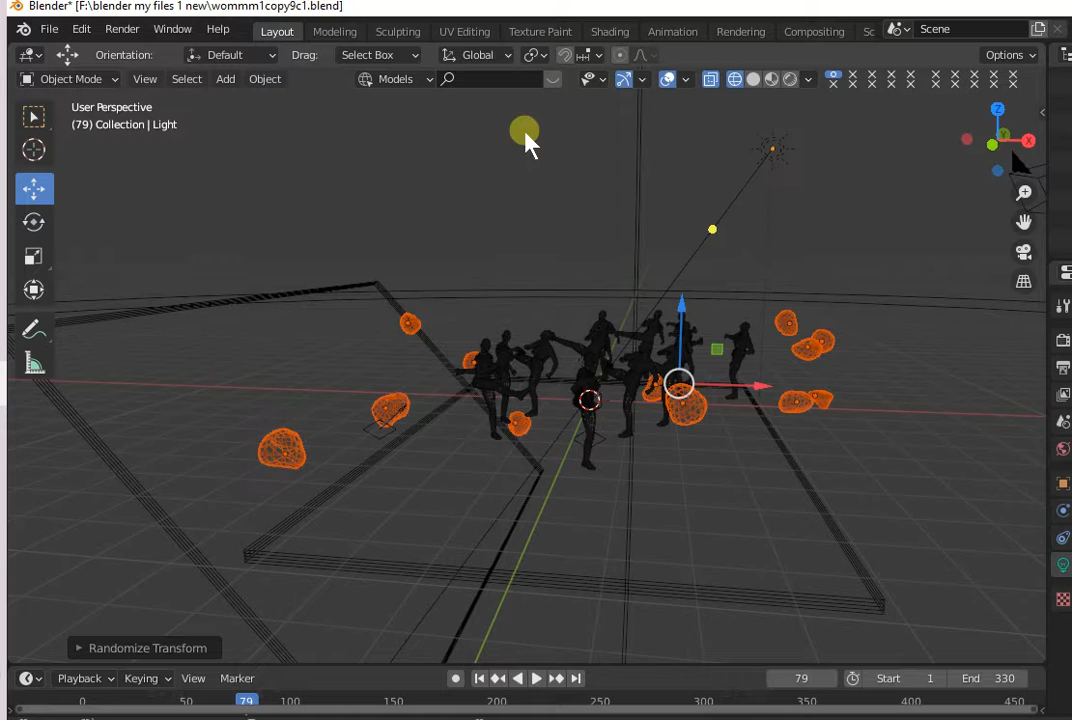 Blender* [F:\blender my files 1 new\wommm1copy9c1.blend]
File Edit Render Window Help Layout Modeling Sculpting UV Editing Texture Paint Shading Animation Rendering Compositing Sc Scene
Orientation: Default Drag: Select Box Global Options
Object Mode View Select Add Object Models
User Perspective
(79) Collection | Light
Z
Y
X
Randomize Transform
Playback Keying View Marker 79 Start 1 End 330
0 50 79 100 150 200 250 300 350 400 450